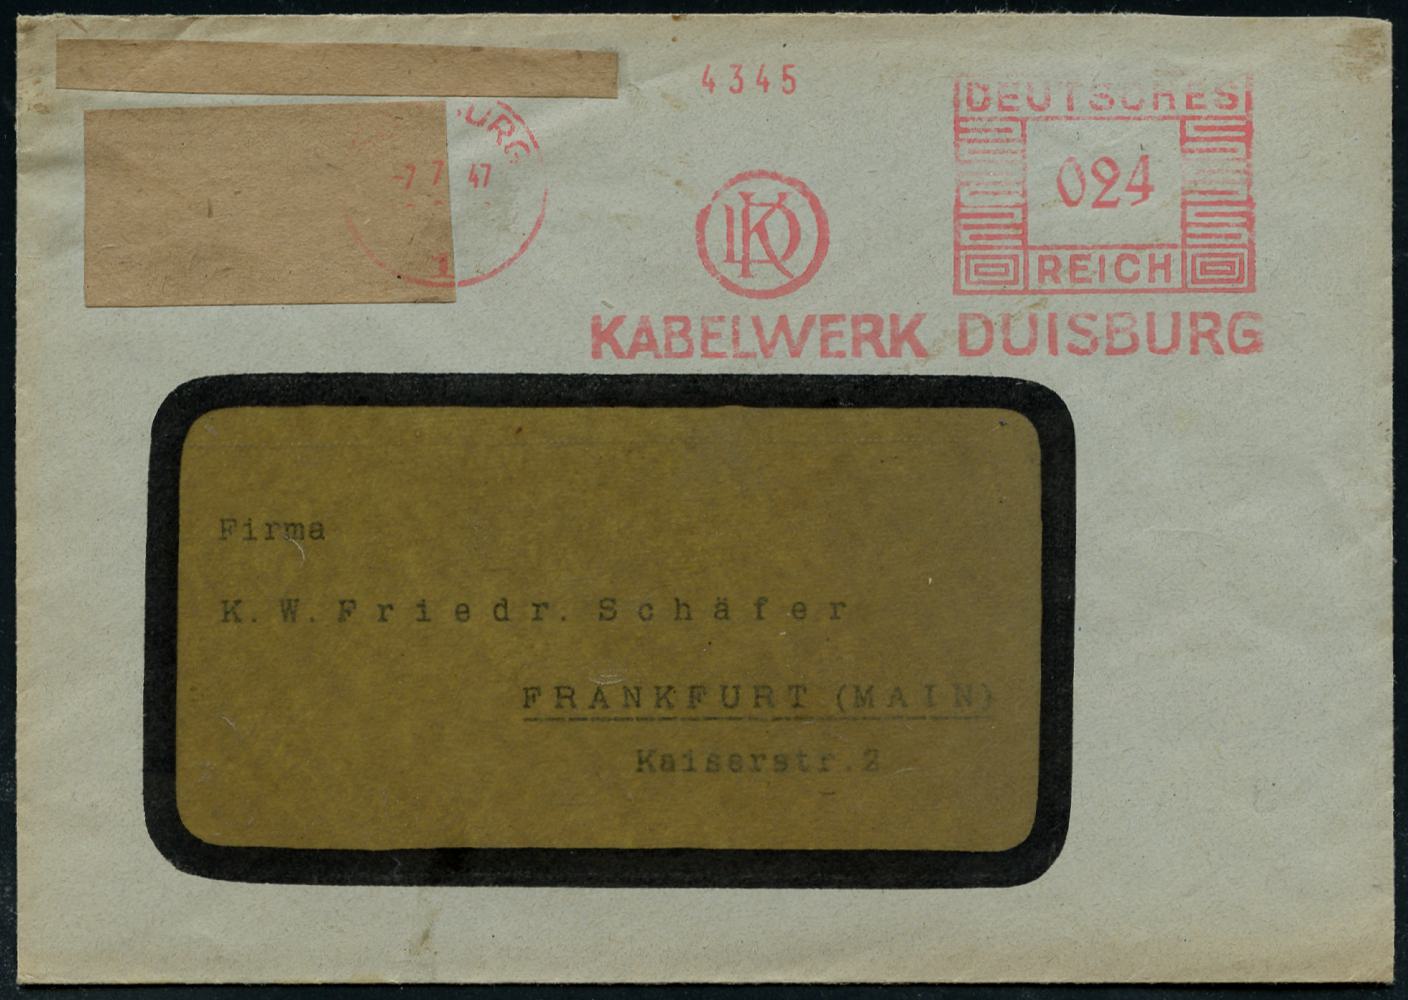 4345
DEUTSCHES
URG
-7 7 47
024
1
KD
REICH
KABELWERK DUISBURG
Firma
K. W. Friedr. Schäfer
FRANKFURT (MAIN)
Kaiserstr.2